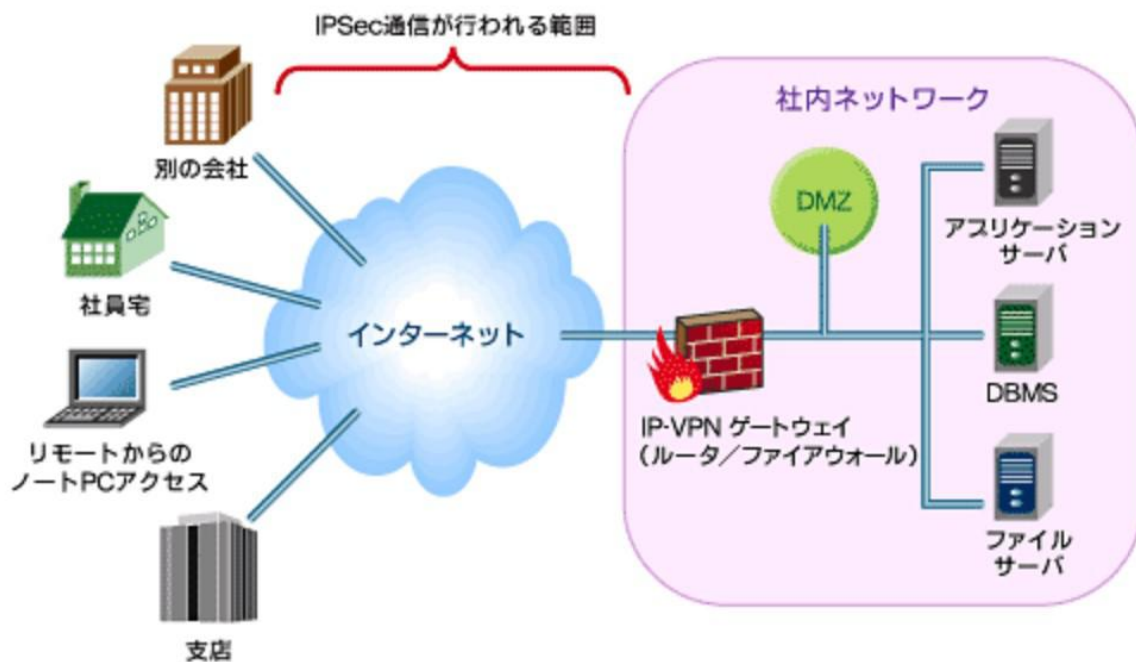 IPSec通信が行われる範囲
社内ネットワーク
別の会社
DMZ
アプリケーション
サーバ
社員宅
インターネット
DBMS
IP-VPN ゲートウェイ
(ルータ/ファイアウォール)
リモートからの
ノートPCアクセス
ファイル
サーバ
支店